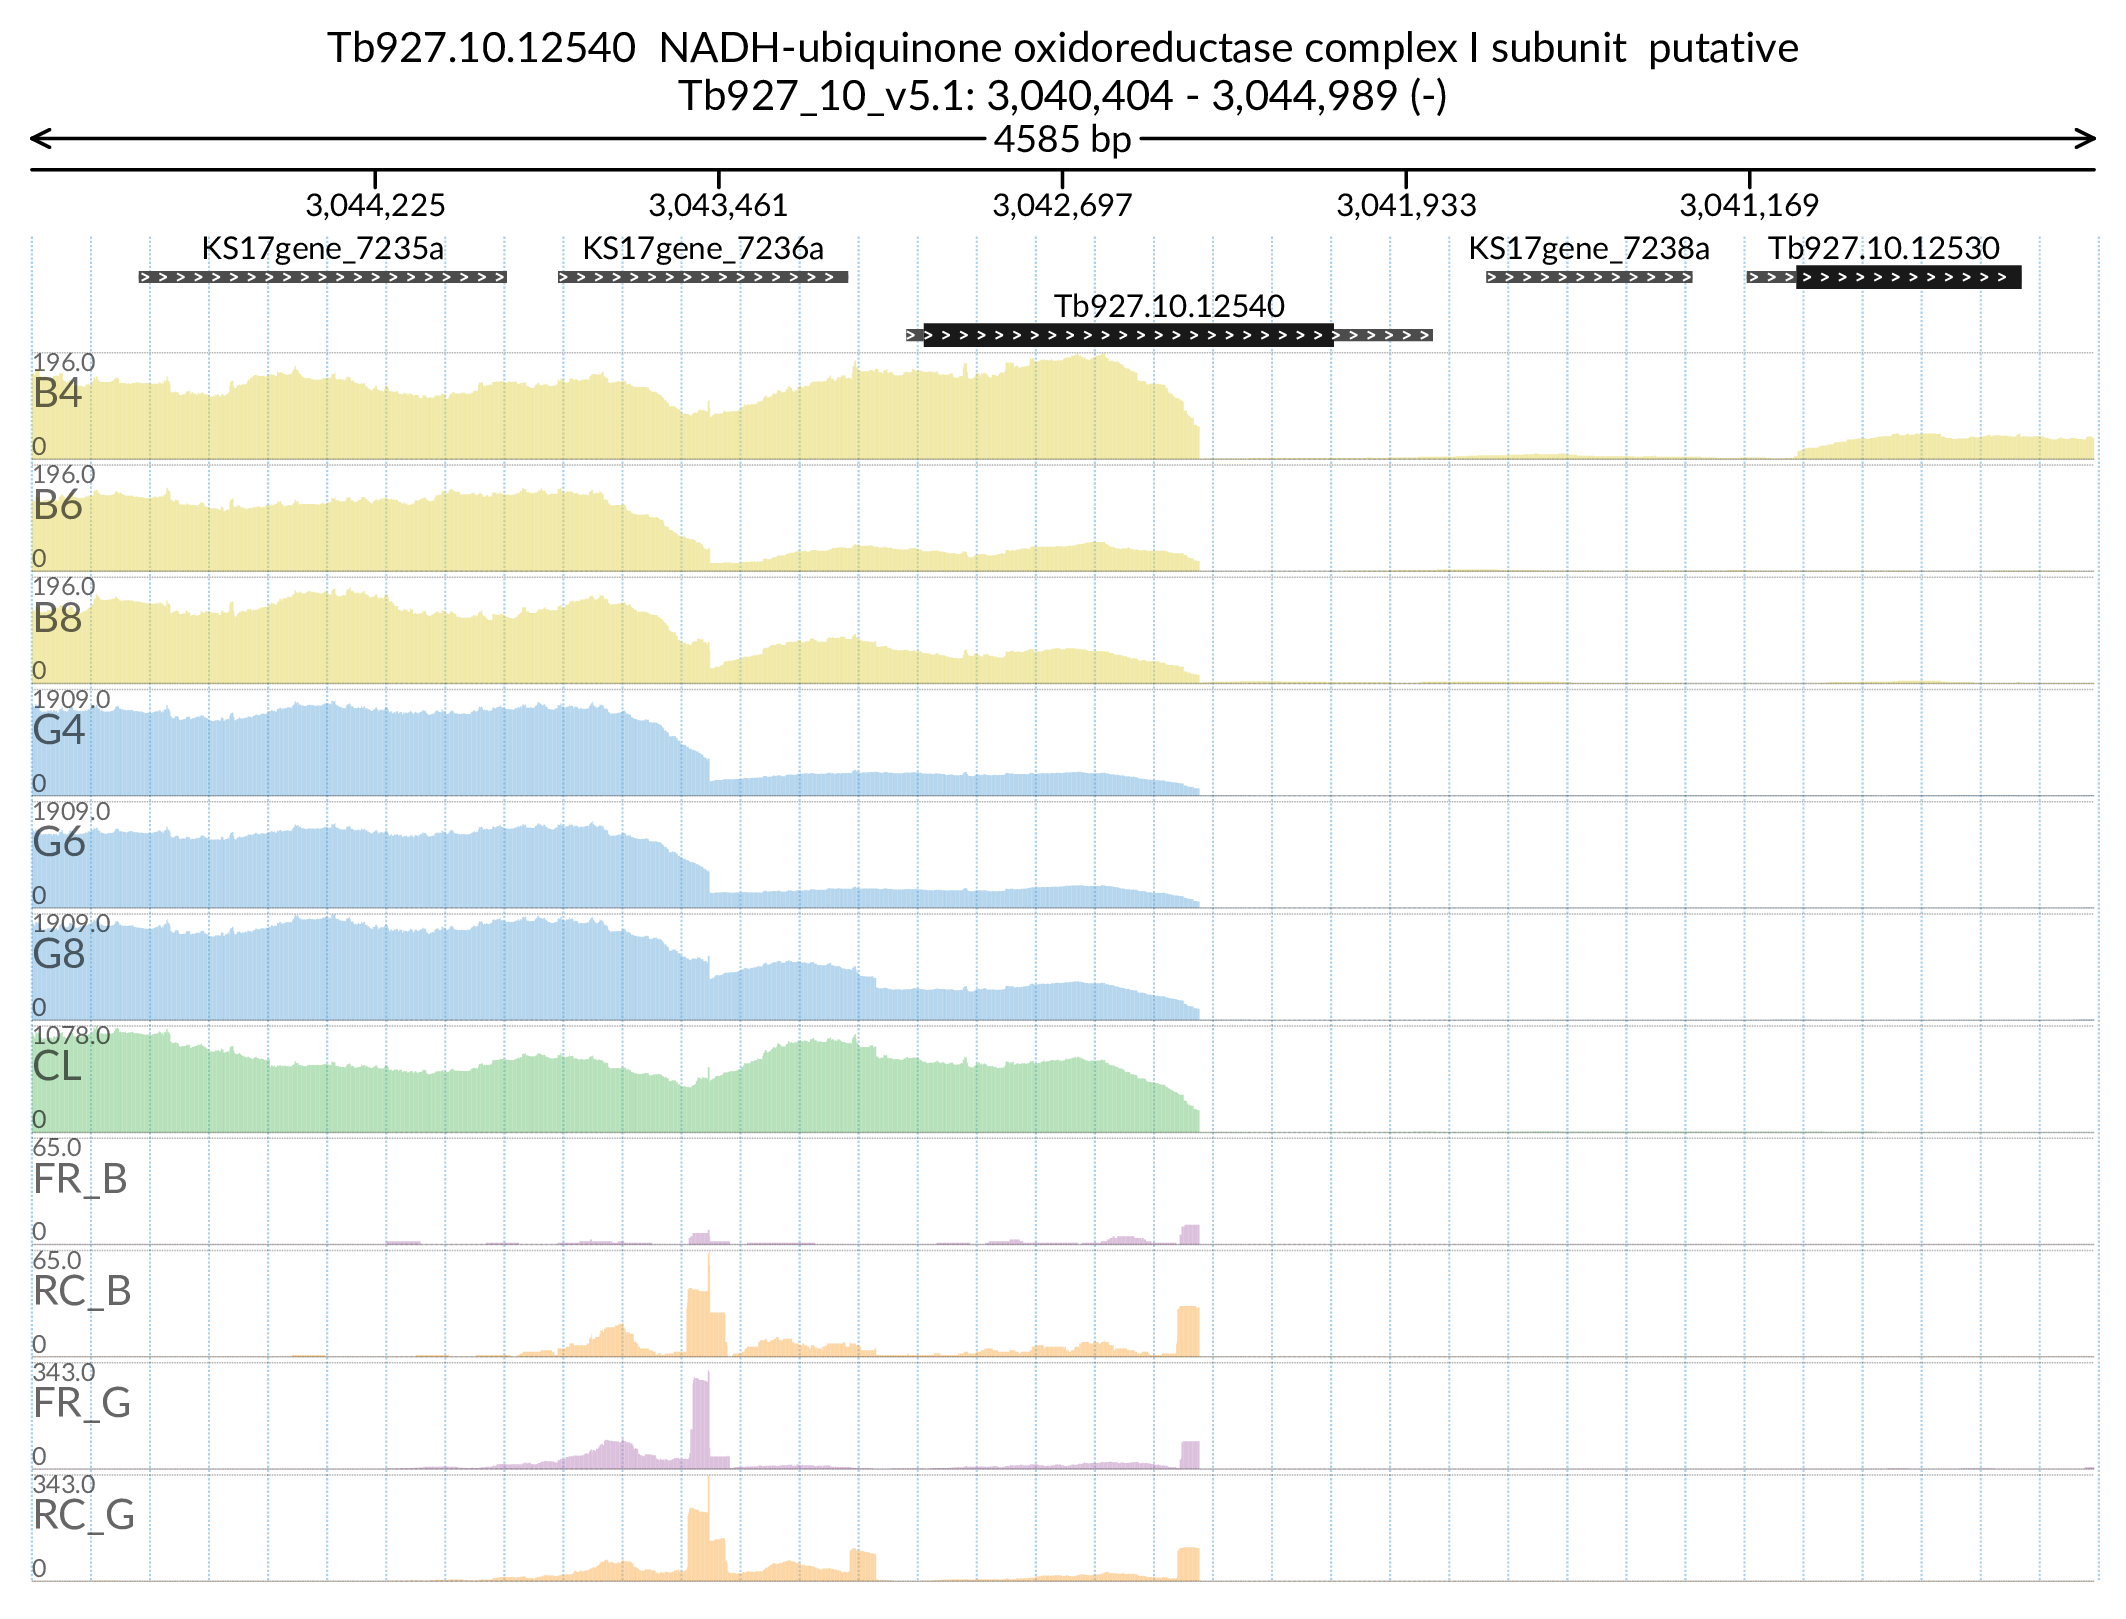 Tb927.10.12540  NADH-ubiquinone oxidoreductase complex I subunit  putative
Tb927_10_v5.1: 3,040,404 - 3,044,989 (-)
4585 bp
3,044,225 3,043,461 3,042,697 3,041,933 3,041,169
KS17gene_7235a KS17gene_7236a KS17gene_7238a Tb927.10.12530
Tb927.10.12540
196.0
B4
0
196.0
B6
0
196.0
B8
0
1909.0
G4
0
1909.0
G6
0
1909.0
G8
0
1078.0
CL
0
65.0
FR_B
0
65.0
RC_B
0
343.0
FR_G
0
343.0
RC_G
0